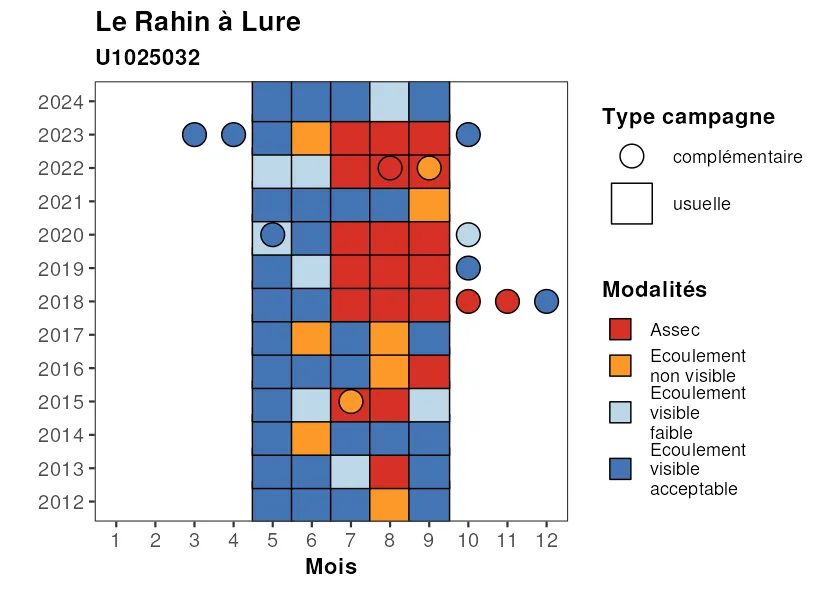 Le Rahin à Lure
U1025032
2024
2023
2022
2021
2020
2019
2018
2017
2016
2015
2014
2013
2012
1 2 3 4 5 6 7 8 9 10 11 12
Mois
Type campagne
complémentaire
usuelle
Modalités
Assec
Ecoulement
non visible
Ecoulement
visible
faible
Ecoulement
visible
acceptable